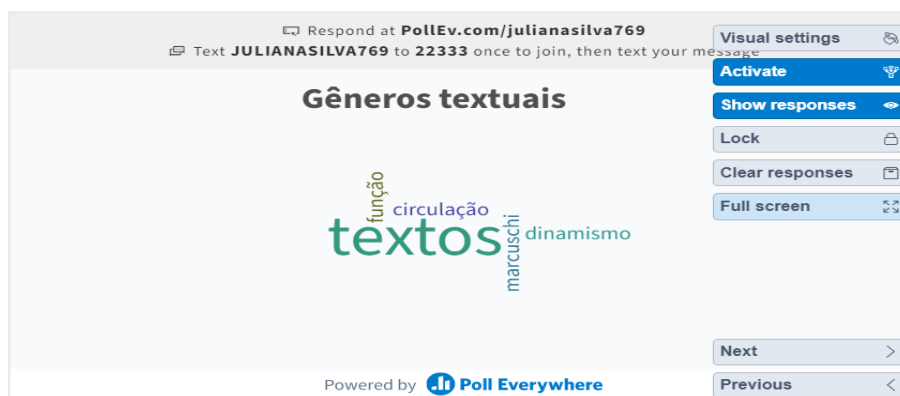 Respond at PollEv.com/julianasilva769
Text JULIANASILVA769 to 22333 once to join, then text your message
Gêneros textuais
função
circulação
textos
marcuschi
dinamismo
Powered by Poll Everywhere
Visual settings
Activate
Show responses
Lock
Clear responses
Full screen
Next
Previous